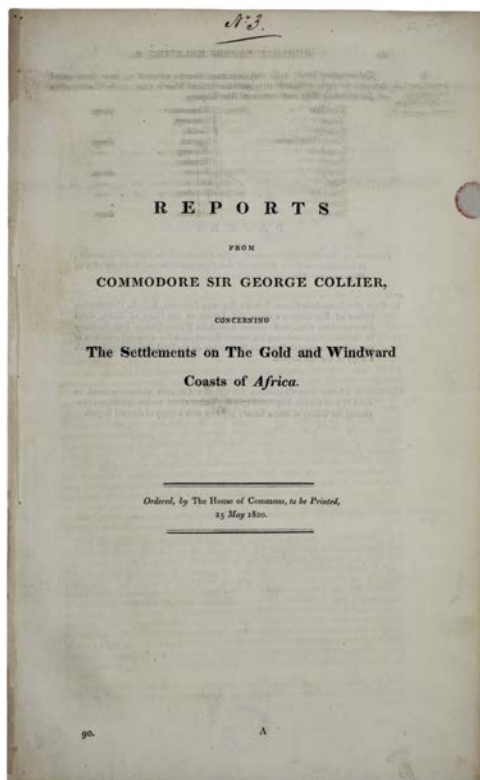 No. 3.
REPORTS
FROM
COMMODORE SIR GEORGE COLLIER,
CONCERNING
The Settlements on The Gold and Windward
Coasts of Africa.
Ordered, by The House of Commons, to be Printed,
25 May 1820.
90. A